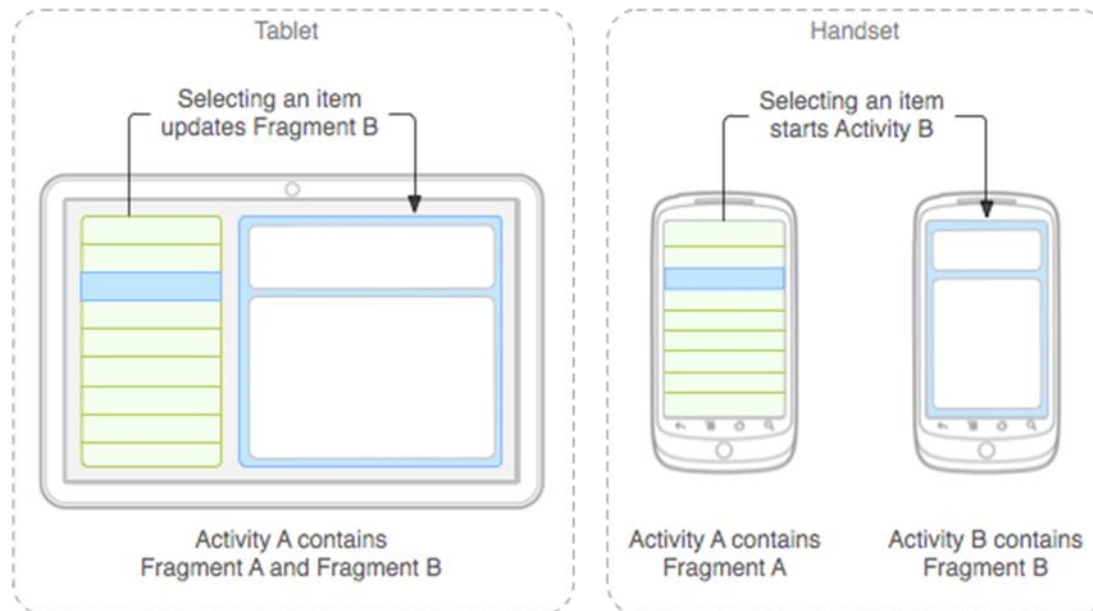 Tablet
Selecting an item
updates Fragment B
Activity A contains
Fragment A and Fragment B
Handset
Selecting an item
starts Activity B
Activity A contains
Fragment A
Activity B contains
Fragment B